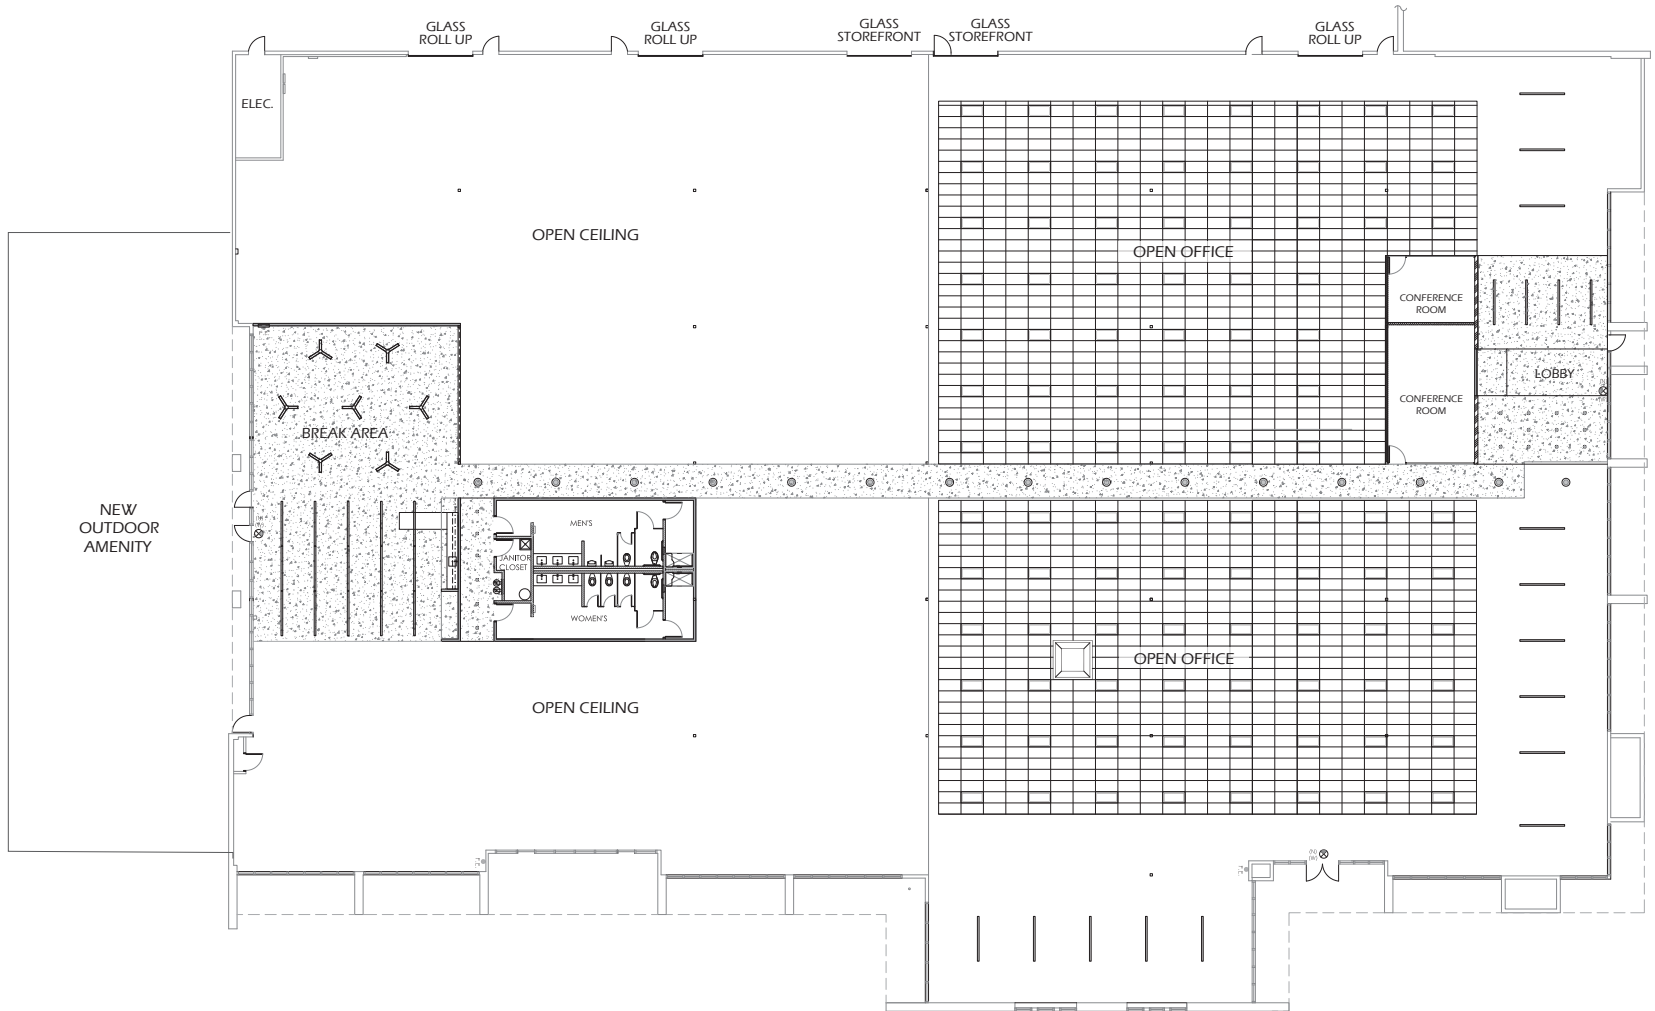 GLASS
ROLL UP
GLASS
ROLL UP
GLASS
STOREFRONT
GLASS
STOREFRONT
GLASS
ROLL UP
ELEC.
OPEN CEILING
OPEN OFFICE
CONFERENCE
ROOM
LOBBY
CONFERENCE
ROOM
BREAK AREA
NEW
OUTDOOR
AMENITY
MEN'S
JANITOR
CLOSET
WOMEN'S
OPEN OFFICE
OPEN CEILING
F.E.
(N)
(W)
F.E.